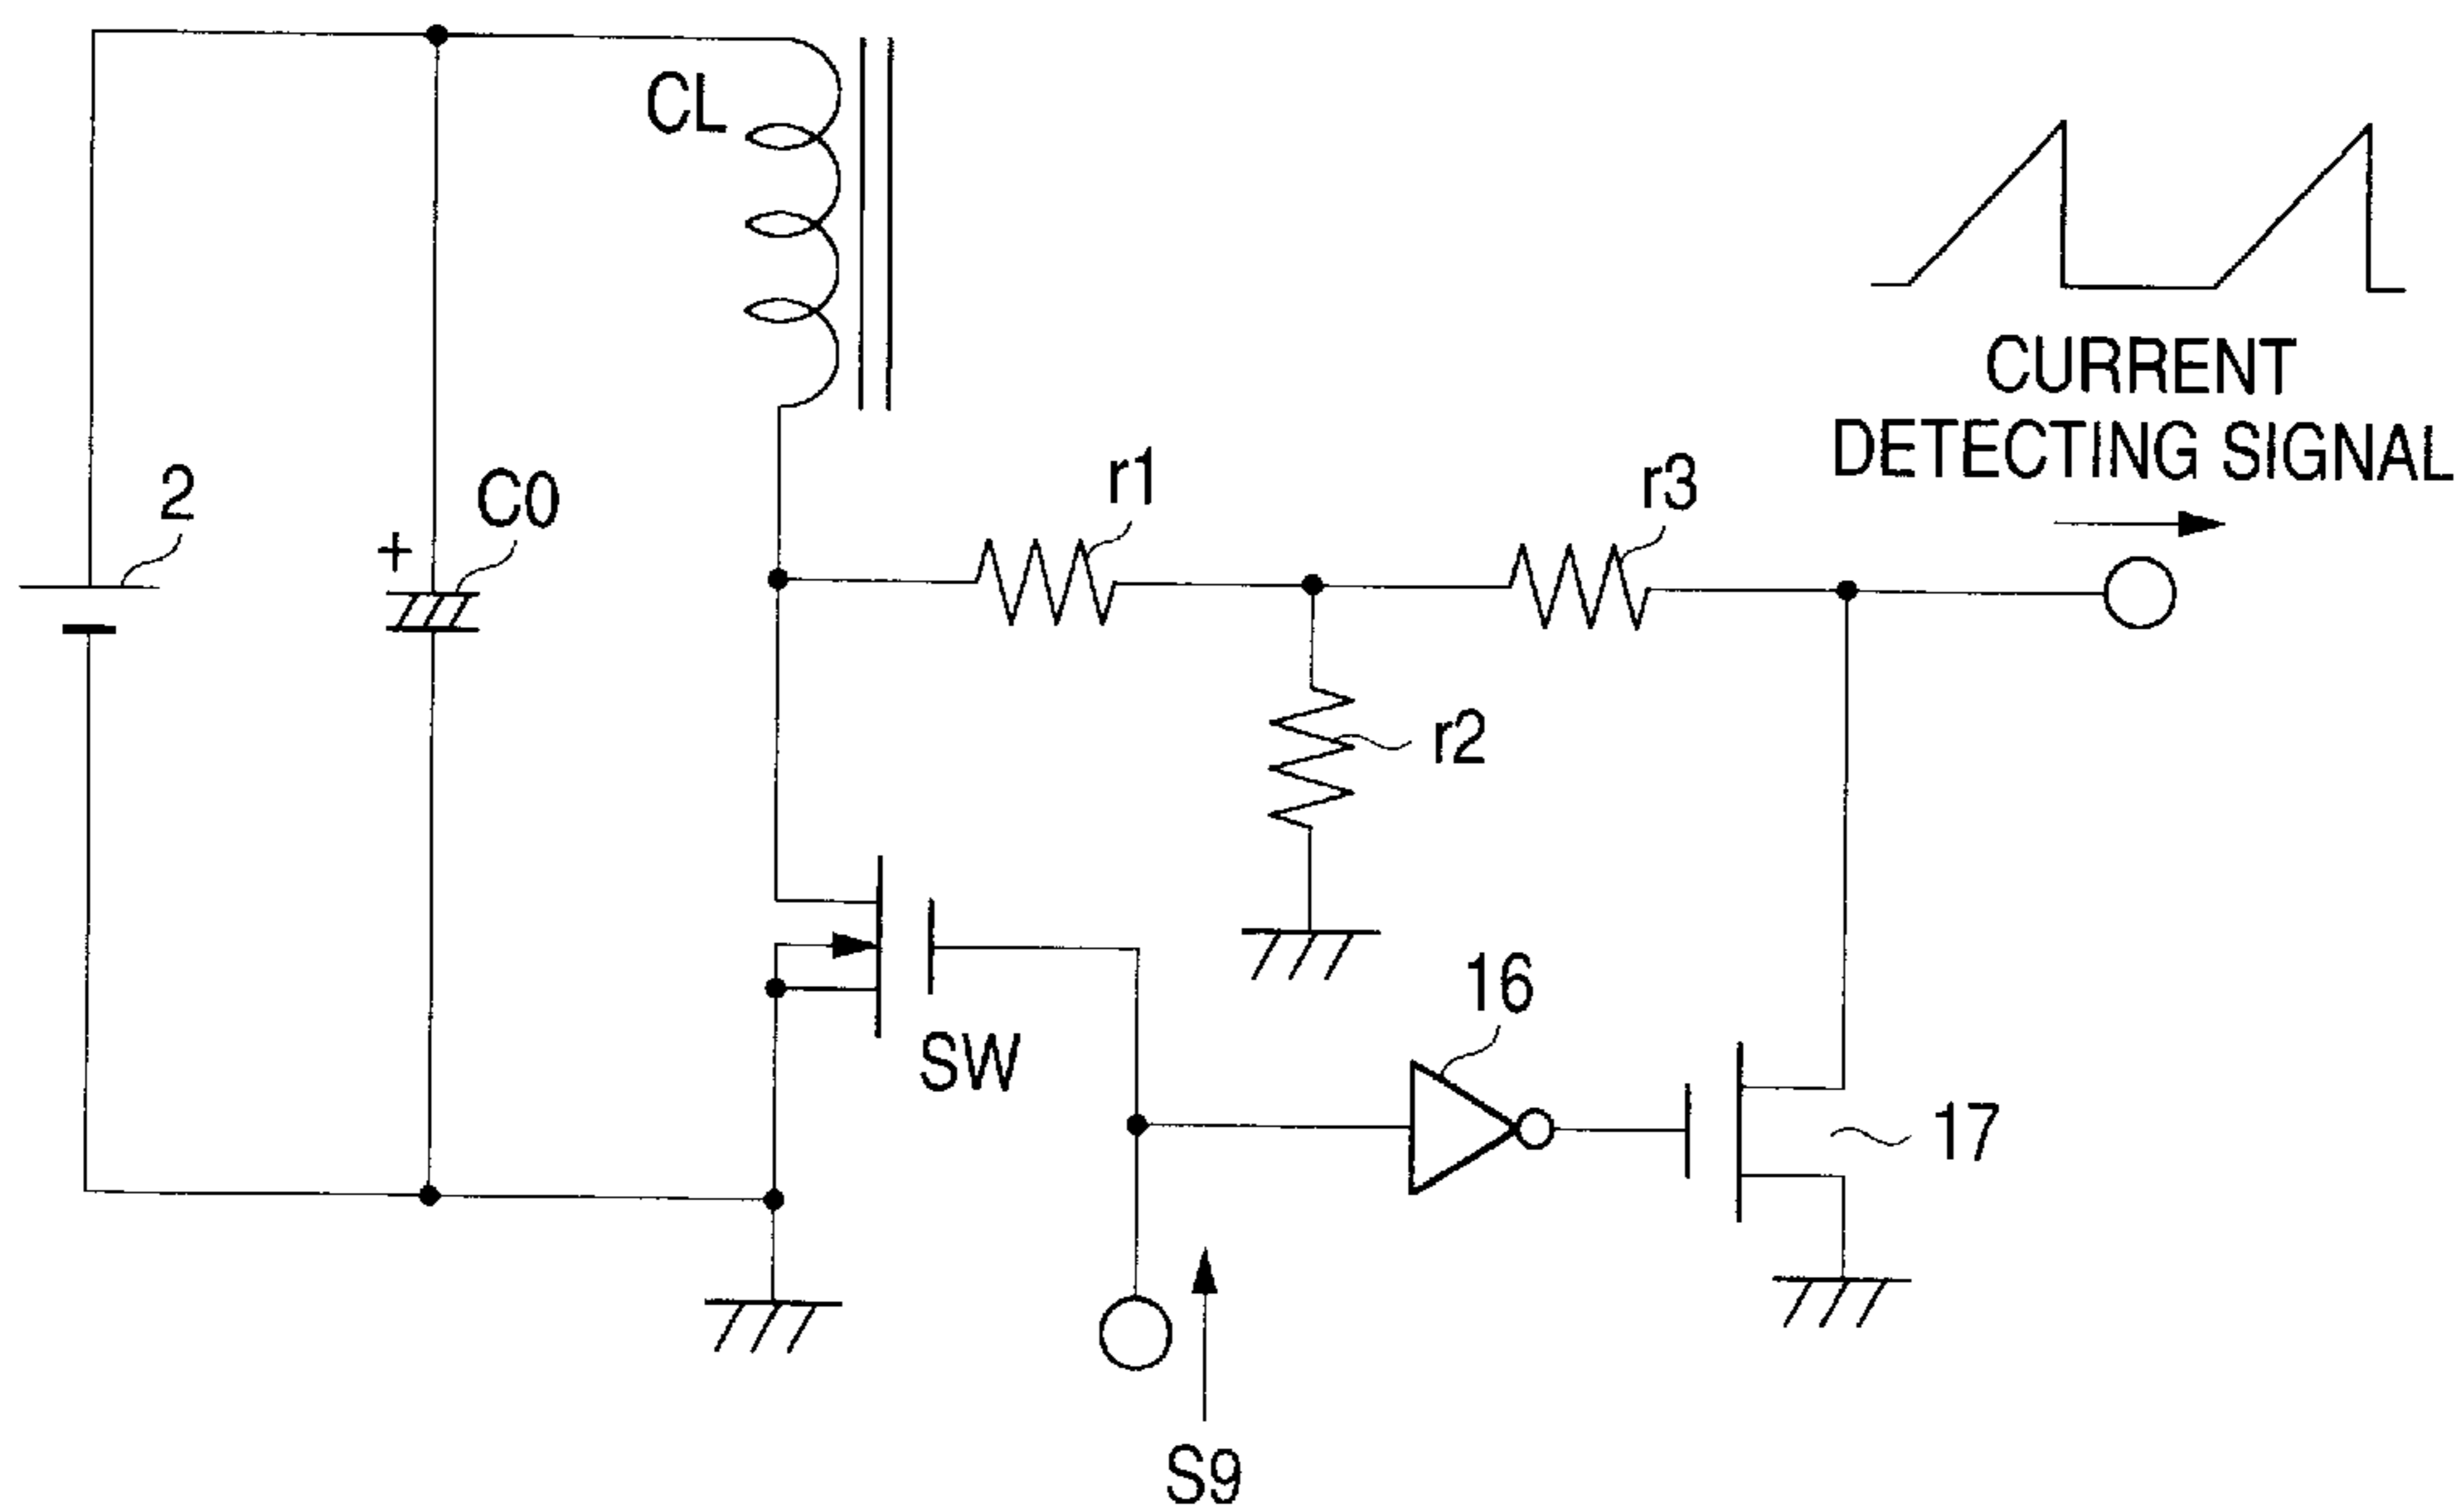 CL
CURRENT
DETECTING SIGNAL
2
+
C0
r1
r3
r2
16
SW
17
S9